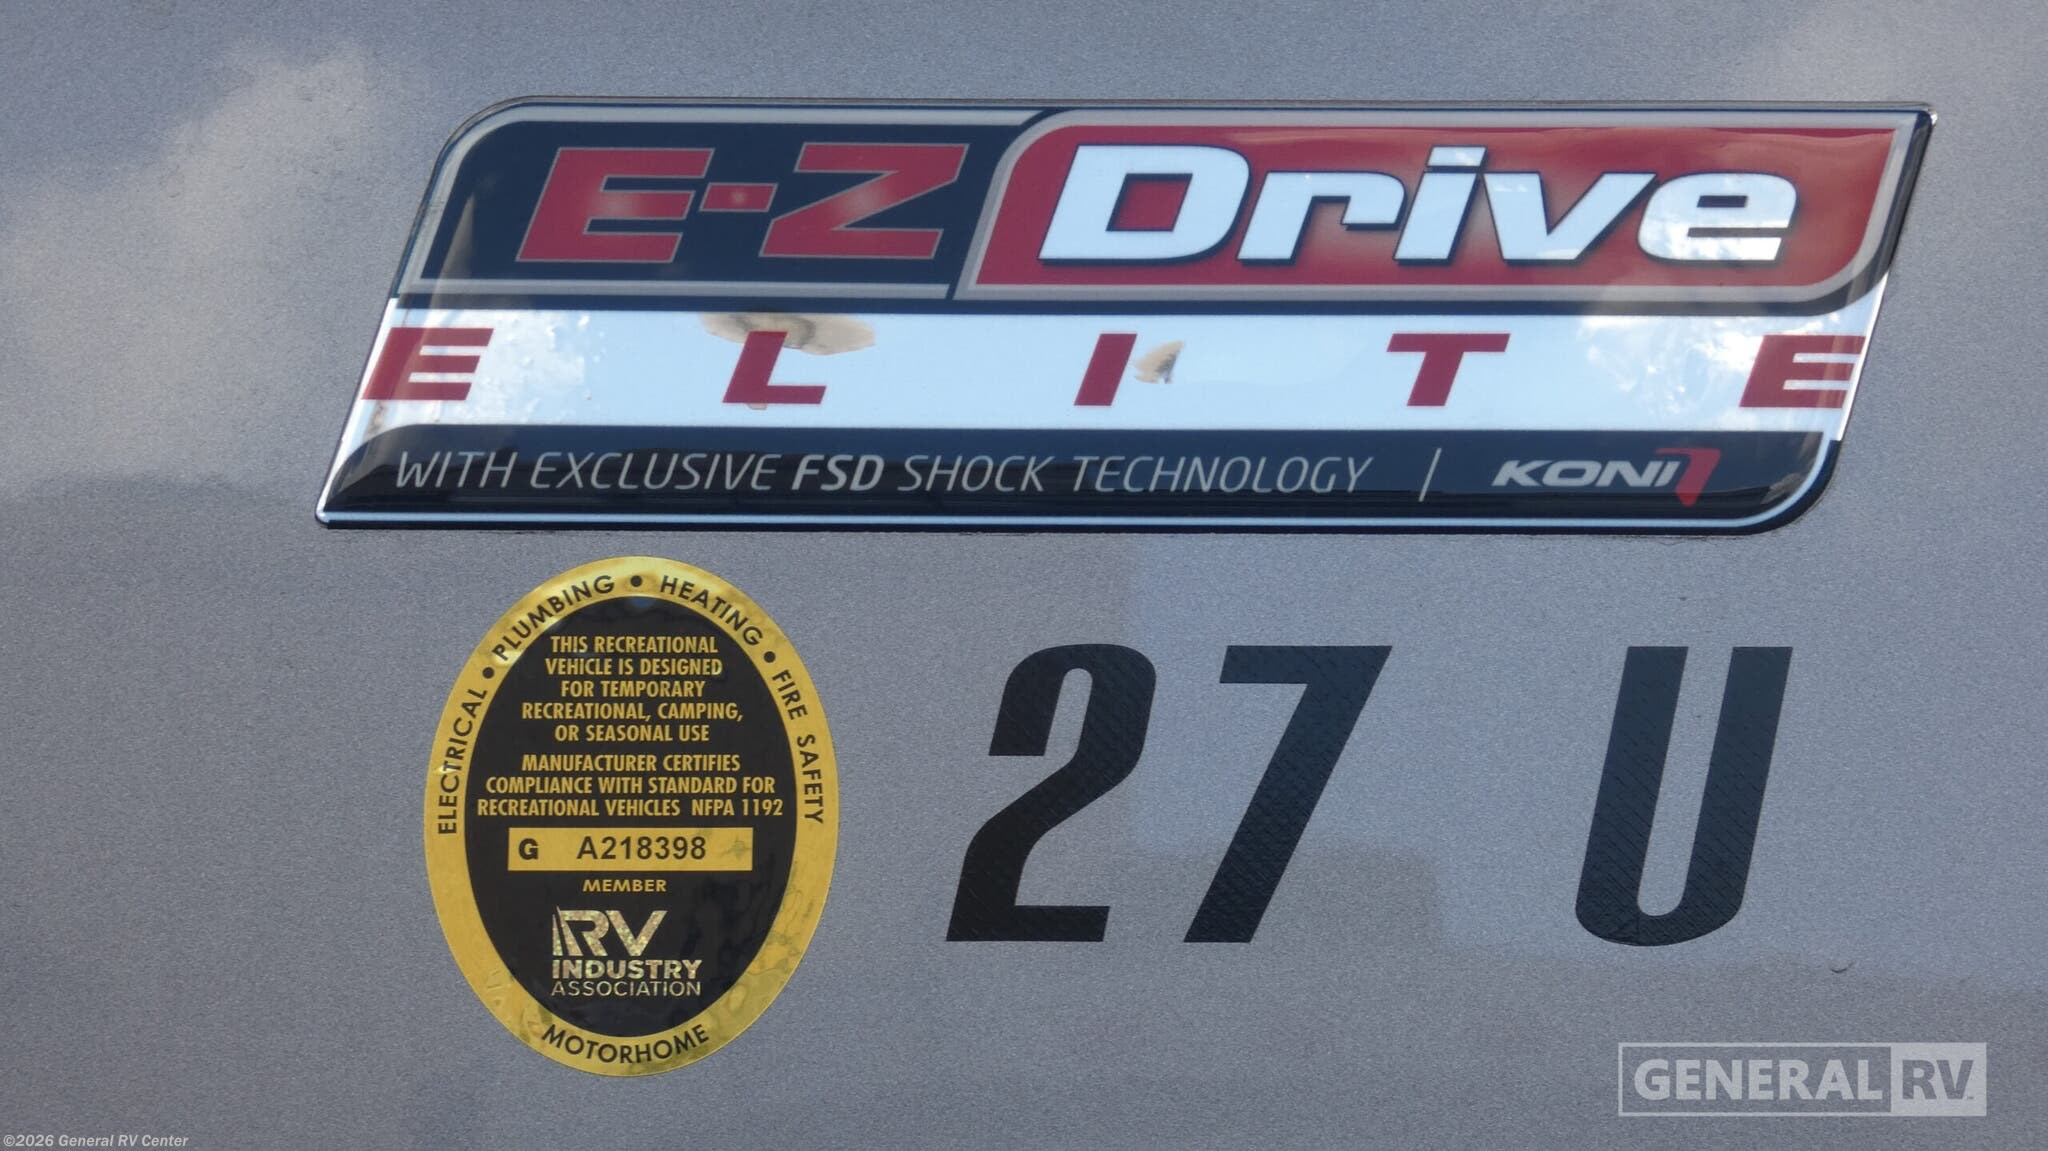 E-Z Drive
ELITE
WITH EXCLUSIVE FSD SHOCK TECHNOLOGY | KONI
ELECTRICAL • PLUMBING • HEATING • FIRE SAFETY
THIS RECREATIONAL
VEHICLE IS DESIGNED
FOR TEMPORARY
RECREATIONAL, CAMPING,
OR SEASONAL USE
MANUFACTURER CERTIFIES
COMPLIANCE WITH STANDARD FOR
RECREATIONAL VEHICLES NFPA 1192
G A218398
MEMBER
RV
INDUSTRY
ASSOCIATION
MOTORHOME
27 U
GENERAL RV
©2026 General RV Center